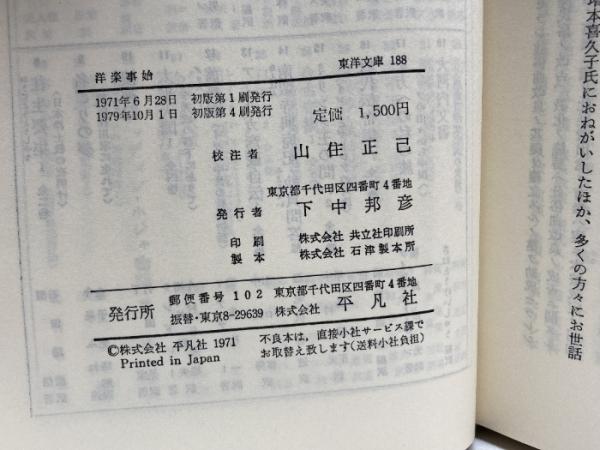 洋楽事始
東洋文庫 188
1971年6月28日 初版第1刷発行
1979年10月1日 初版第4刷発行
定価 1,500円
校注者 山住正己
東京都千代田区四番町4番地
発行者 下中邦彦
印刷 株式会社 共立社印刷所
製本 株式会社 石津製本所
発行所 郵便番号102 東京都千代田区四番町4番地
振替・東京8-29639 株式会社 平凡社
©株式会社 平凡社 1971
Printed in Japan
不良本は,直接小社サービス課で
お取替え致します(送料小社負担)
本喜久子氏におねがいしたほか、多くの方々にお世話